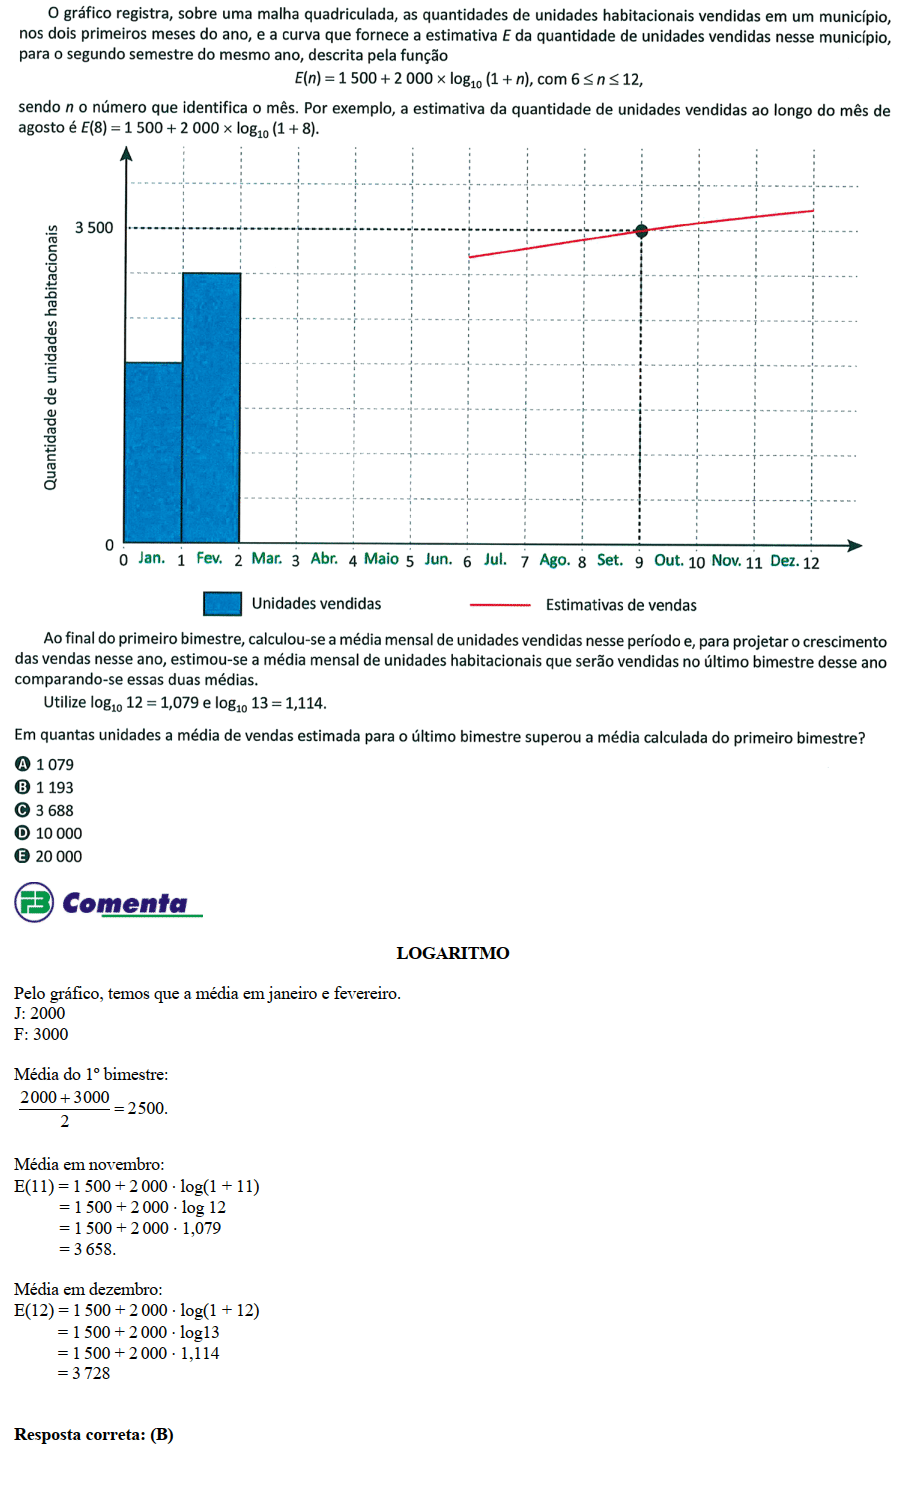 O gráfico registra, sobre uma malha quadriculada, as quantidades de unidades habitacionais vendidas em um município,
nos dois primeiros meses do ano, e a curva que fornece a estimativa E da quantidade de unidades vendidas nesse município,
para o segundo semestre do mesmo ano, descrita pela função
E(n) = 1 500 + 2 000 × log₁₀ (1 + n), com 6 ≤ n ≤ 12,
sendo n o número que identifica o mês. Por exemplo, a estimativa da quantidade de unidades vendidas ao longo do mês de
agosto é E(8) = 1 500 + 2 000 × log₁₀ (1 + 8).
Quantidade de unidades habitacionais
3 500
0
0 Jan. 1 Fev. 2 Mar. 3 Abr. 4 Maio 5 Jun. 6 Jul. 7 Ago. 8 Set. 9 Out. 10 Nov. 11 Dez. 12
Unidades vendidas Estimativas de vendas
Ao final do primeiro bimestre, calculou-se a média mensal de unidades vendidas nesse período e, para projetar o crescimento
das vendas nesse ano, estimou-se a média mensal de unidades habitacionais que serão vendidas no último bimestre desse ano
comparando-se essas duas médias.
Utilize log₁₀ 12 = 1,079 e log₁₀ 13 = 1,114.
Em quantas unidades a média de vendas estimada para o último bimestre superou a média calculada do primeiro bimestre?
A 1 079
B 1 193
C 3 688
D 10 000
E 20 000
FB Comenta
LOGARITMO
Pelo gráfico, temos que a média em janeiro e fevereiro.
J: 2000
F: 3000
Média do 1º bimestre:
2000 + 3000
= 2500.
2
Média em novembro:
E(11) = 1 500 + 2 000 · log(1 + 11)
= 1 500 + 2 000 · log 12
= 1 500 + 2 000 · 1,079
= 3 658.
Média em dezembro:
E(12) = 1 500 + 2 000 · log(1 + 12)
= 1 500 + 2 000 · log13
= 1 500 + 2 000 · 1,114
= 3 728
Resposta correta: (B)